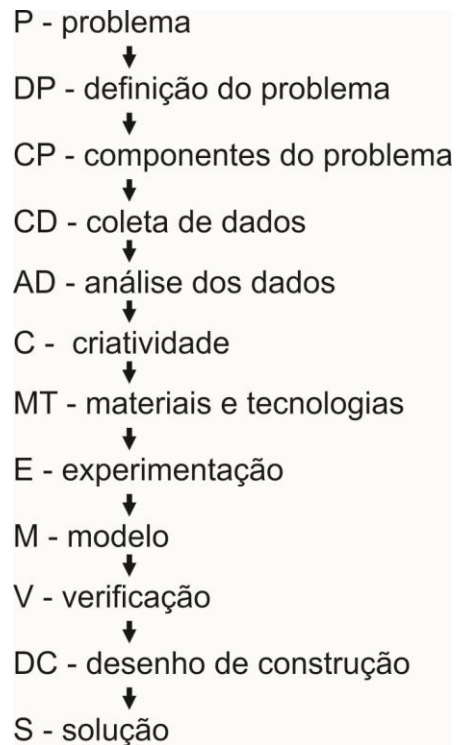 P - problema
DP - definição do problema
CP - componentes do problema
CD - coleta de dados
AD - análise dos dados
C - criatividade
MT - materiais e tecnologias
E - experimentação
M - modelo
V - verificação
DC - desenho de construção
S - solução